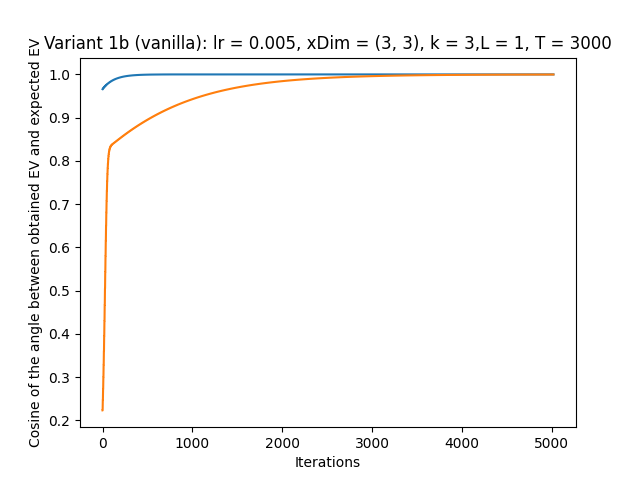 Variant 1b (vanilla): lr = 0.005, xDim = (3, 3), k = 3,L = 1, T = 3000
Cosine of the angle between obtained EV and expected EV
1.0
0.9
0.8
0.7
0.6
0.5
0.4
0.3
0.2
0 1000 2000 3000 4000 5000
Iterations